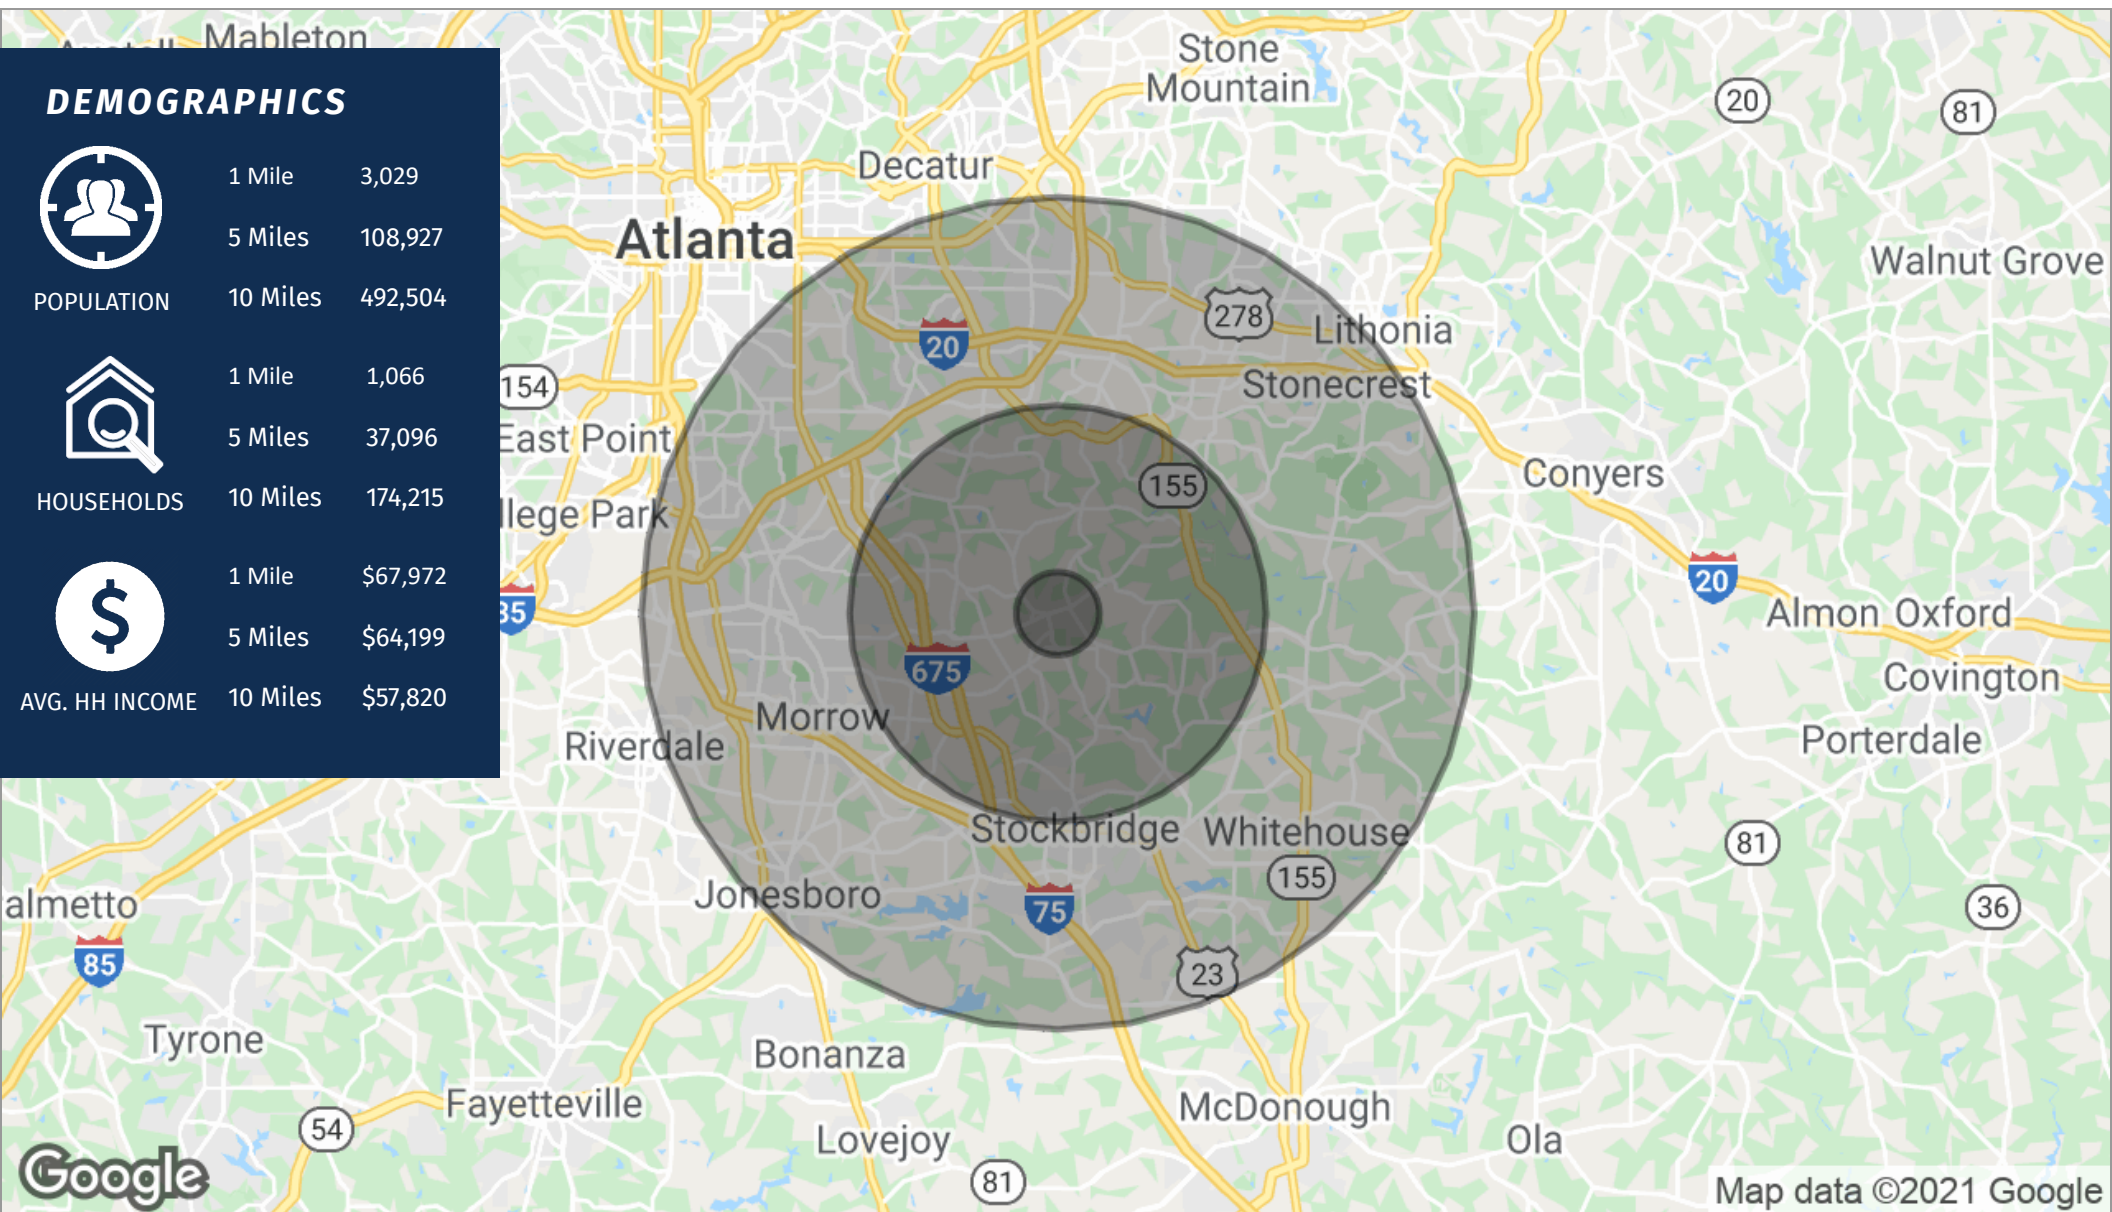 Mableton
DEMOGRAPHICS
1 Mile 3,029
5 Miles 108,927
10 Miles 492,504
POPULATION
1 Mile 1,066
5 Miles 37,096
10 Miles 174,215
HOUSEHOLDS
1 Mile $67,972
5 Miles $64,199
10 Miles $57,820
AVG. HH INCOME
$
Stone
Mountain
20
81
Decatur
Atlanta
Walnut Grove
278
Lithonia
20
Stonecrest
154
East Point
155
Conyers
llege Park
20
85
Almon
Oxford
675
Covington
Morrow
Riverdale
Porterdale
Stockbridge
Whitehouse
81
155
Jonesboro
75
almetto
36
85
23
Tyrone
Bonanza
Fayetteville
McDonough
54
Lovejoy
Ola
81
Google
Map data ©2021 Google